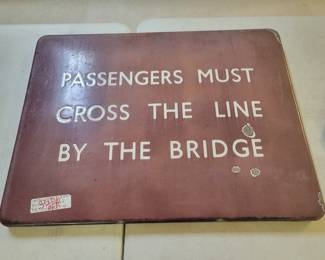 PASSENGERS MUST
CROSS THE LINE
BY THE BRIDGE